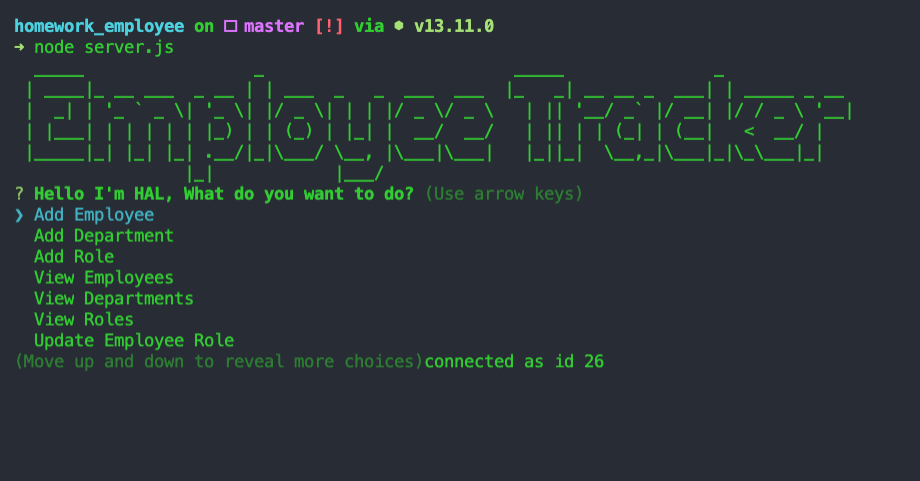 homework_employee on □ master [!] via ⬢ v13.11.0
➜ node server.js
Employee Tracker
? Hello I'm HAL, What do you want to do? (Use arrow keys)
❯ Add Employee
Add Department
Add Role
View Employees
View Departments
View Roles
Update Employee Role
(Move up and down to reveal more choices)connected as id 26